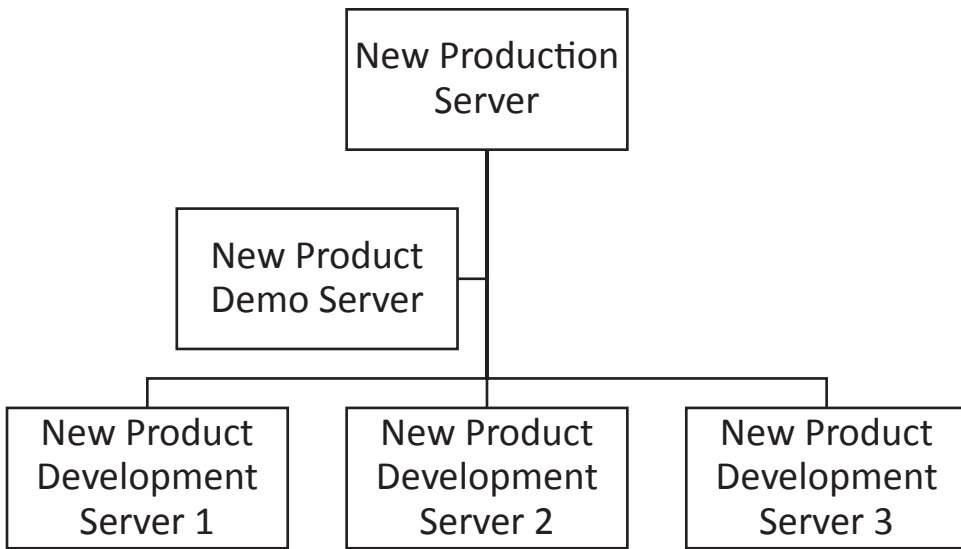 New Production
Server
New Product
Demo Server
New Product
Development
Server 1
New Product
Development
Server 2
New Product
Development
Server 3